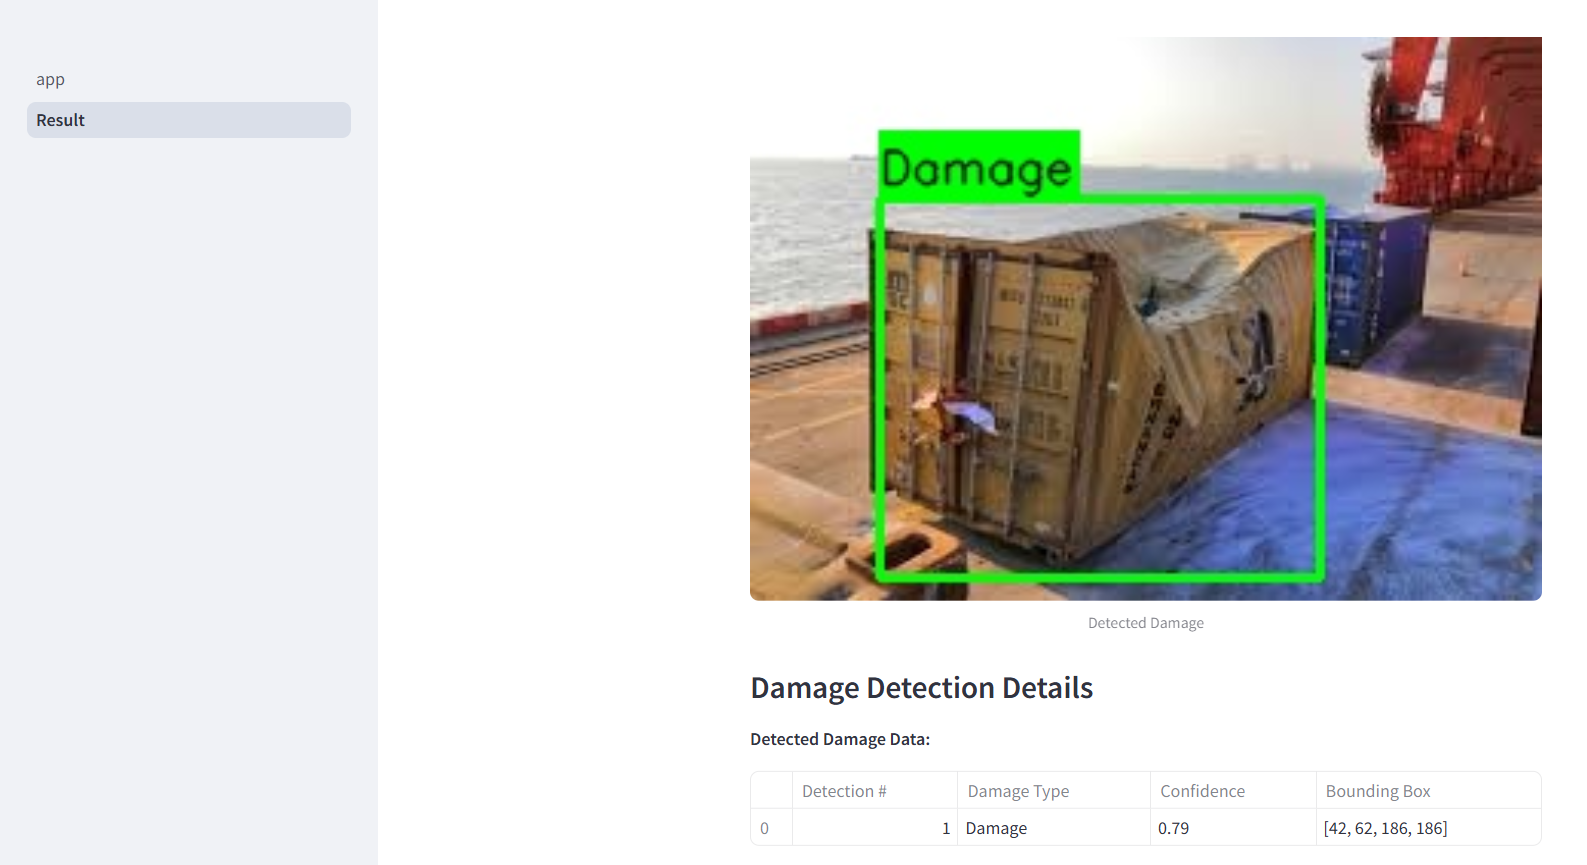 app
Result
Damage
Detected Damage
Damage Detection Details
Detected Damage Data:
Detection # Damage Type Confidence Bounding Box
0 1 Damage 0.79 [42, 62, 186, 186]